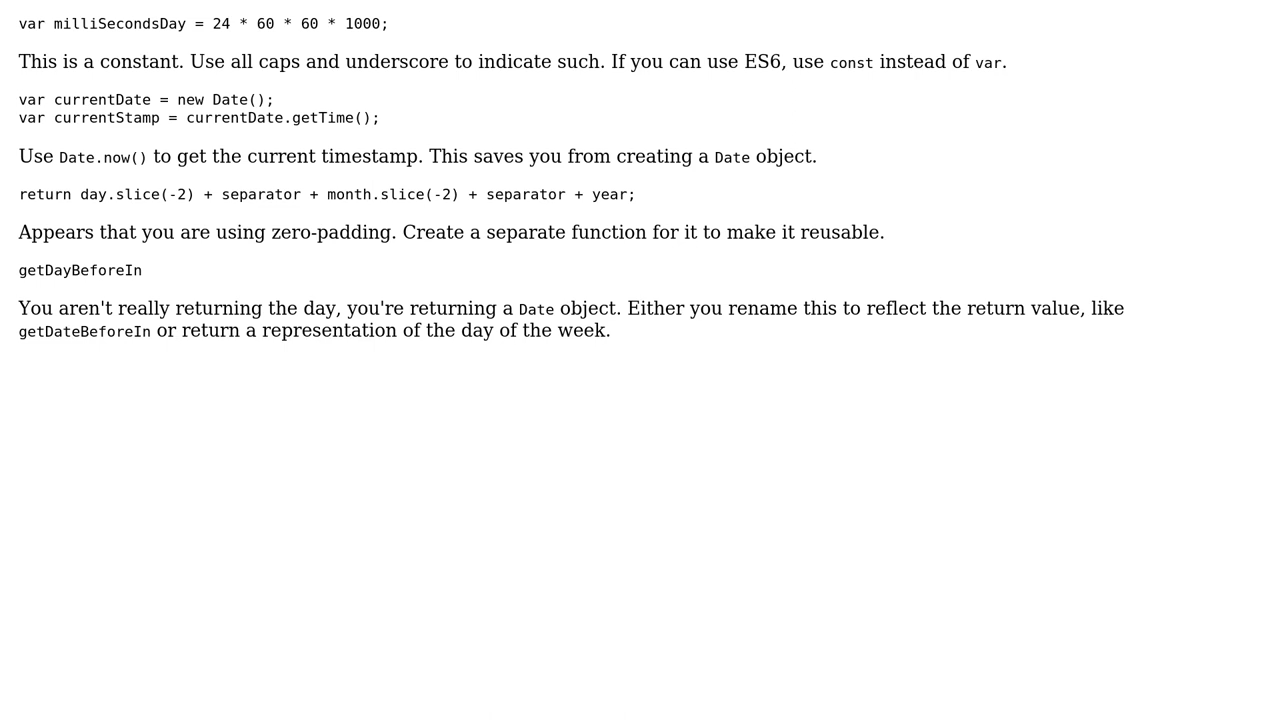 var milliSecondsDay = 24 * 60 * 60 * 1000;
This is a constant. Use all caps and underscore to indicate such. If you can use ES6, use const instead of var.
var currentDate = new Date();
var currentStamp = currentDate.getTime();
Use Date.now() to get the current timestamp. This saves you from creating a Date object.
return day.slice(-2) + separator + month.slice(-2) + separator + year;
Appears that you are using zero-padding. Create a separate function for it to make it reusable.
getDayBeforeIn
You aren't really returning the day, you're returning a Date object. Either you rename this to reflect the return value, like
getDateBeforeIn or return a representation of the day of the week.